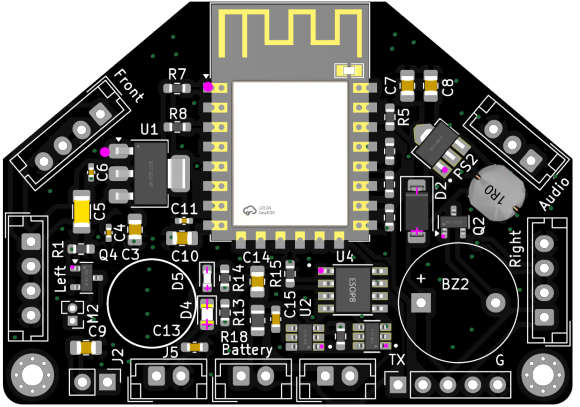 R7
C7
C8
Front
R8
R5
U1
PS2
C6
1R0
D2
Audio
C5
C11
Q2
C4
R1
Q4
C3
C10
C14
U4
Right
Left
D5
R14
R15
ESOP8
+
BZ2
M2
D4
R13
C15
U2
C9
C13
R18
J2
J5
Battery
TX
G